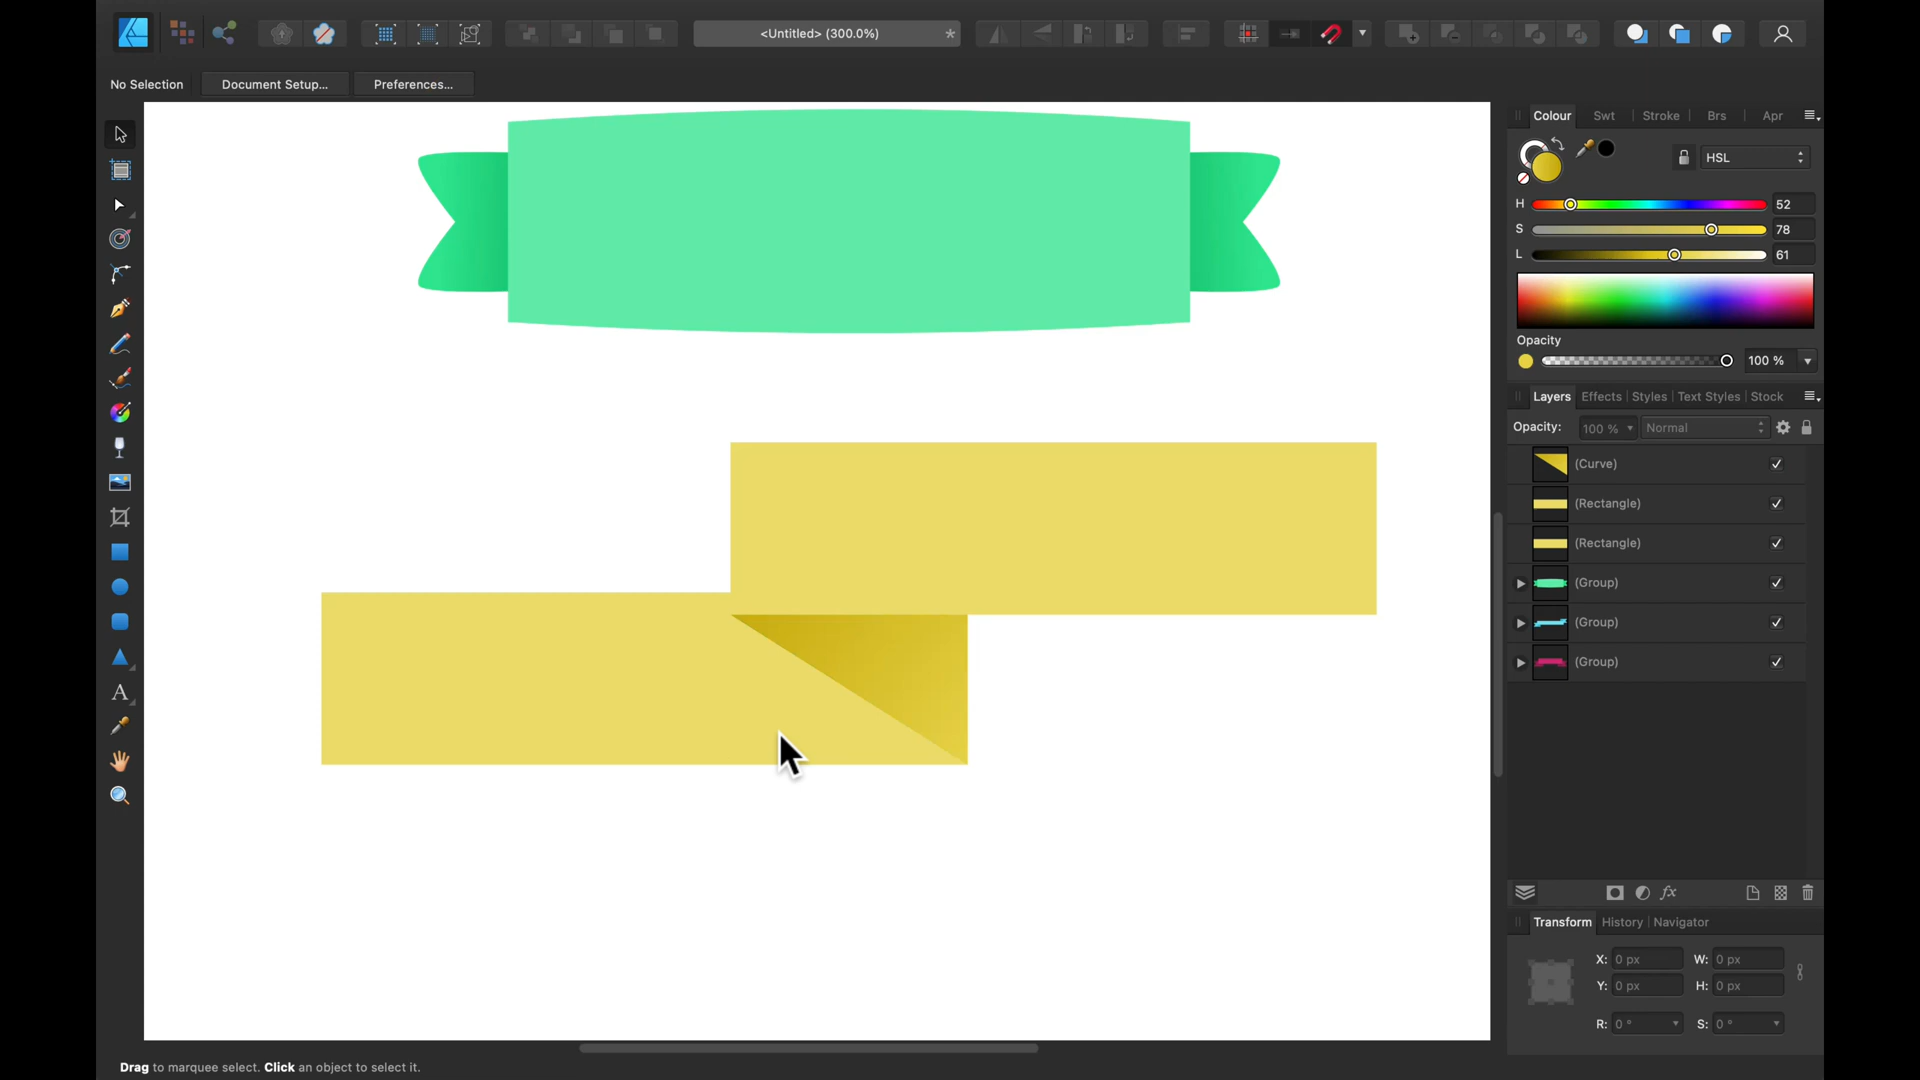 <Untitled> (300.0%)
*
No Selection
Document Setup...
Preferences...
Colour
Swt
Stroke
Brs
Apr
HSL
H
52
S
78
L
61
Opacity
100 %
Layers
Effects
Styles
Text Styles
Stock
Opacity:
100 %
Normal
(Curve)
(Rectangle)
(Rectangle)
(Group)
(Group)
(Group)
fx
Transform
History
Navigator
X: 0 px
W: 0 px
Y: 0 px
H: 0 px
R: 0 °
S: 0 °
A
Drag to marquee select. Click an object to select it.